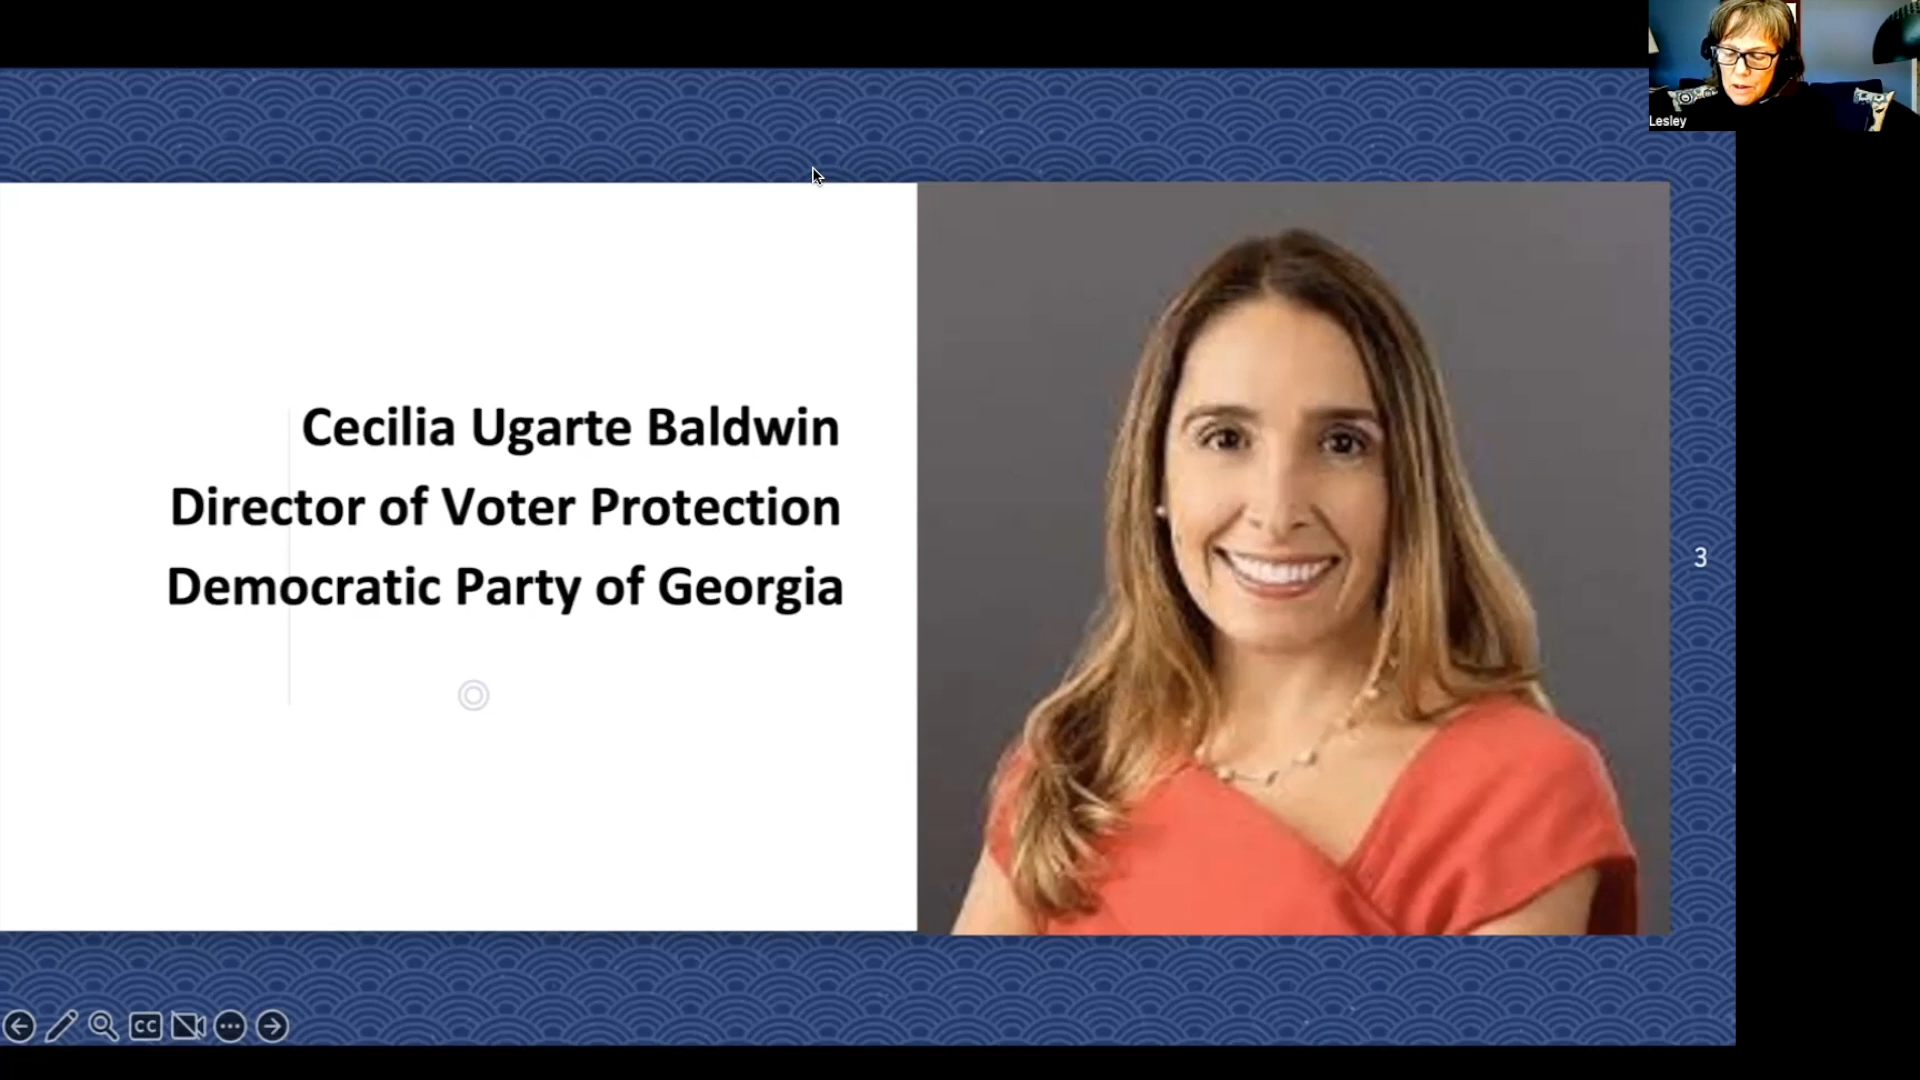 Lesley
Cecilia Ugarte Baldwin
Director of Voter Protection
Democratic Party of Georgia
3
CC